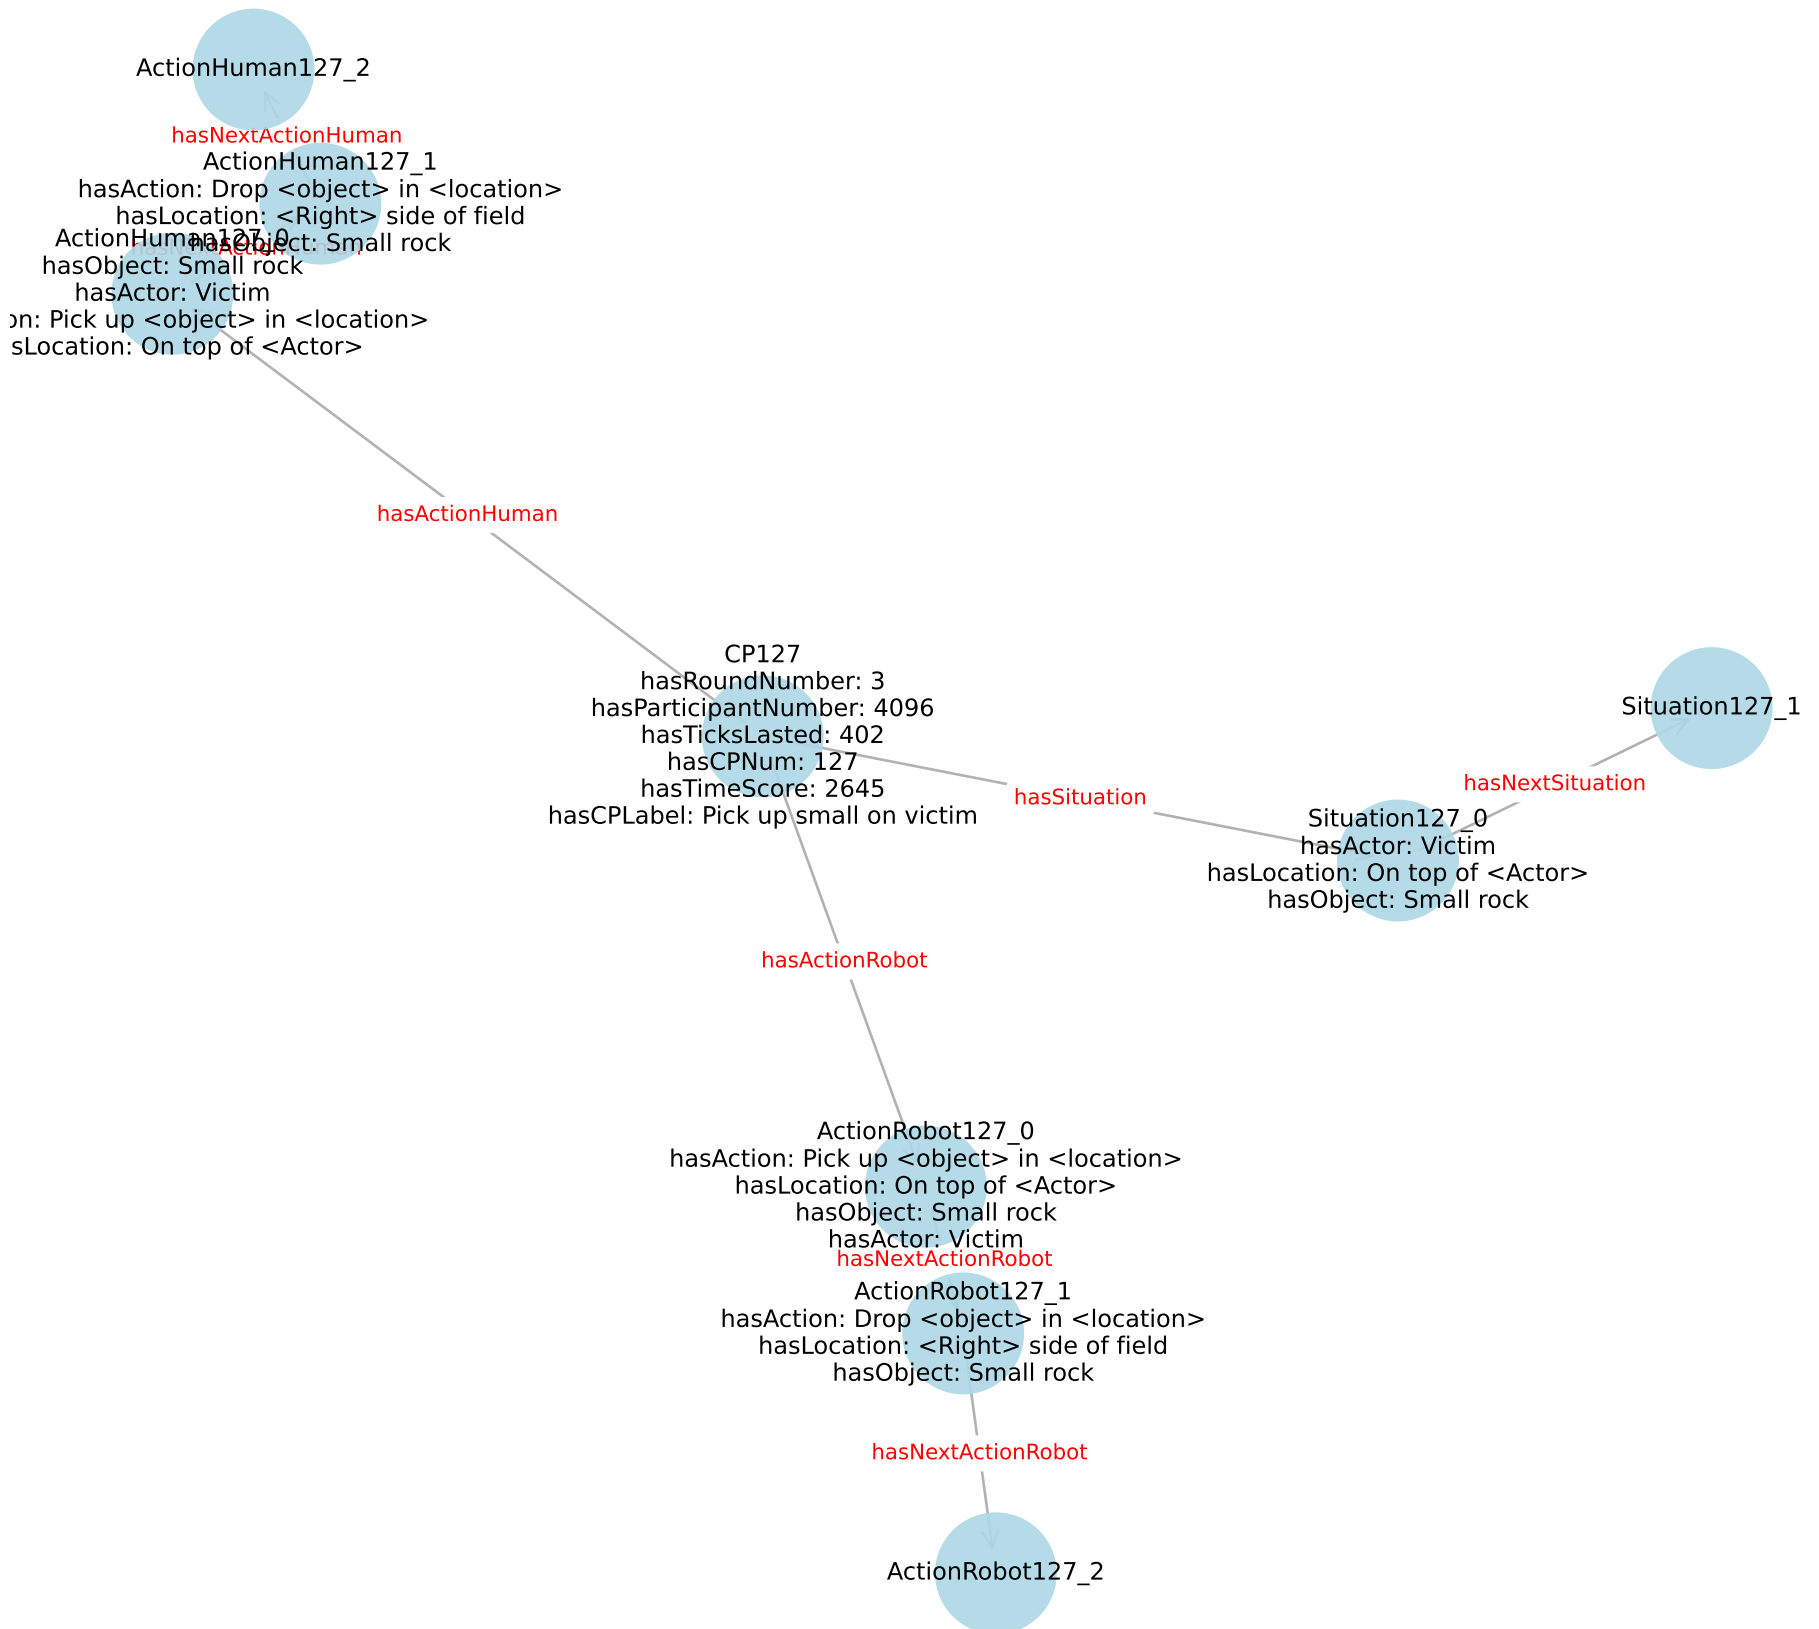 ActionHuman127_2
hasNextActionHuman
ActionHuman127_1
hasAction: Drop <object> in <location>
hasLocation: <Right> side of field
hasObject: Small rock
hasNextActionHuman
ActionHuman127_0
hasObject: Small rock
hasActor: Victim
on: Pick up <object> in <location>
sLocation: On top of <Actor>
hasActionHuman
CP127
hasRoundNumber: 3
hasParticipantNumber: 4096
hasTicksLasted: 402
hasCPNum: 127
hasTimeScore: 2645
hasCPLabel: Pick up small on victim
hasSituation
Situation127_1
hasNextSituation
Situation127_0
hasActor: Victim
hasLocation: On top of <Actor>
hasObject: Small rock
hasActionRobot
ActionRobot127_0
hasAction: Pick up <object> in <location>
hasLocation: On top of <Actor>
hasObject: Small rock
hasActor: Victim
hasNextActionRobot
ActionRobot127_1
hasAction: Drop <object> in <location>
hasLocation: <Right> side of field
hasObject: Small rock
hasNextActionRobot
ActionRobot127_2